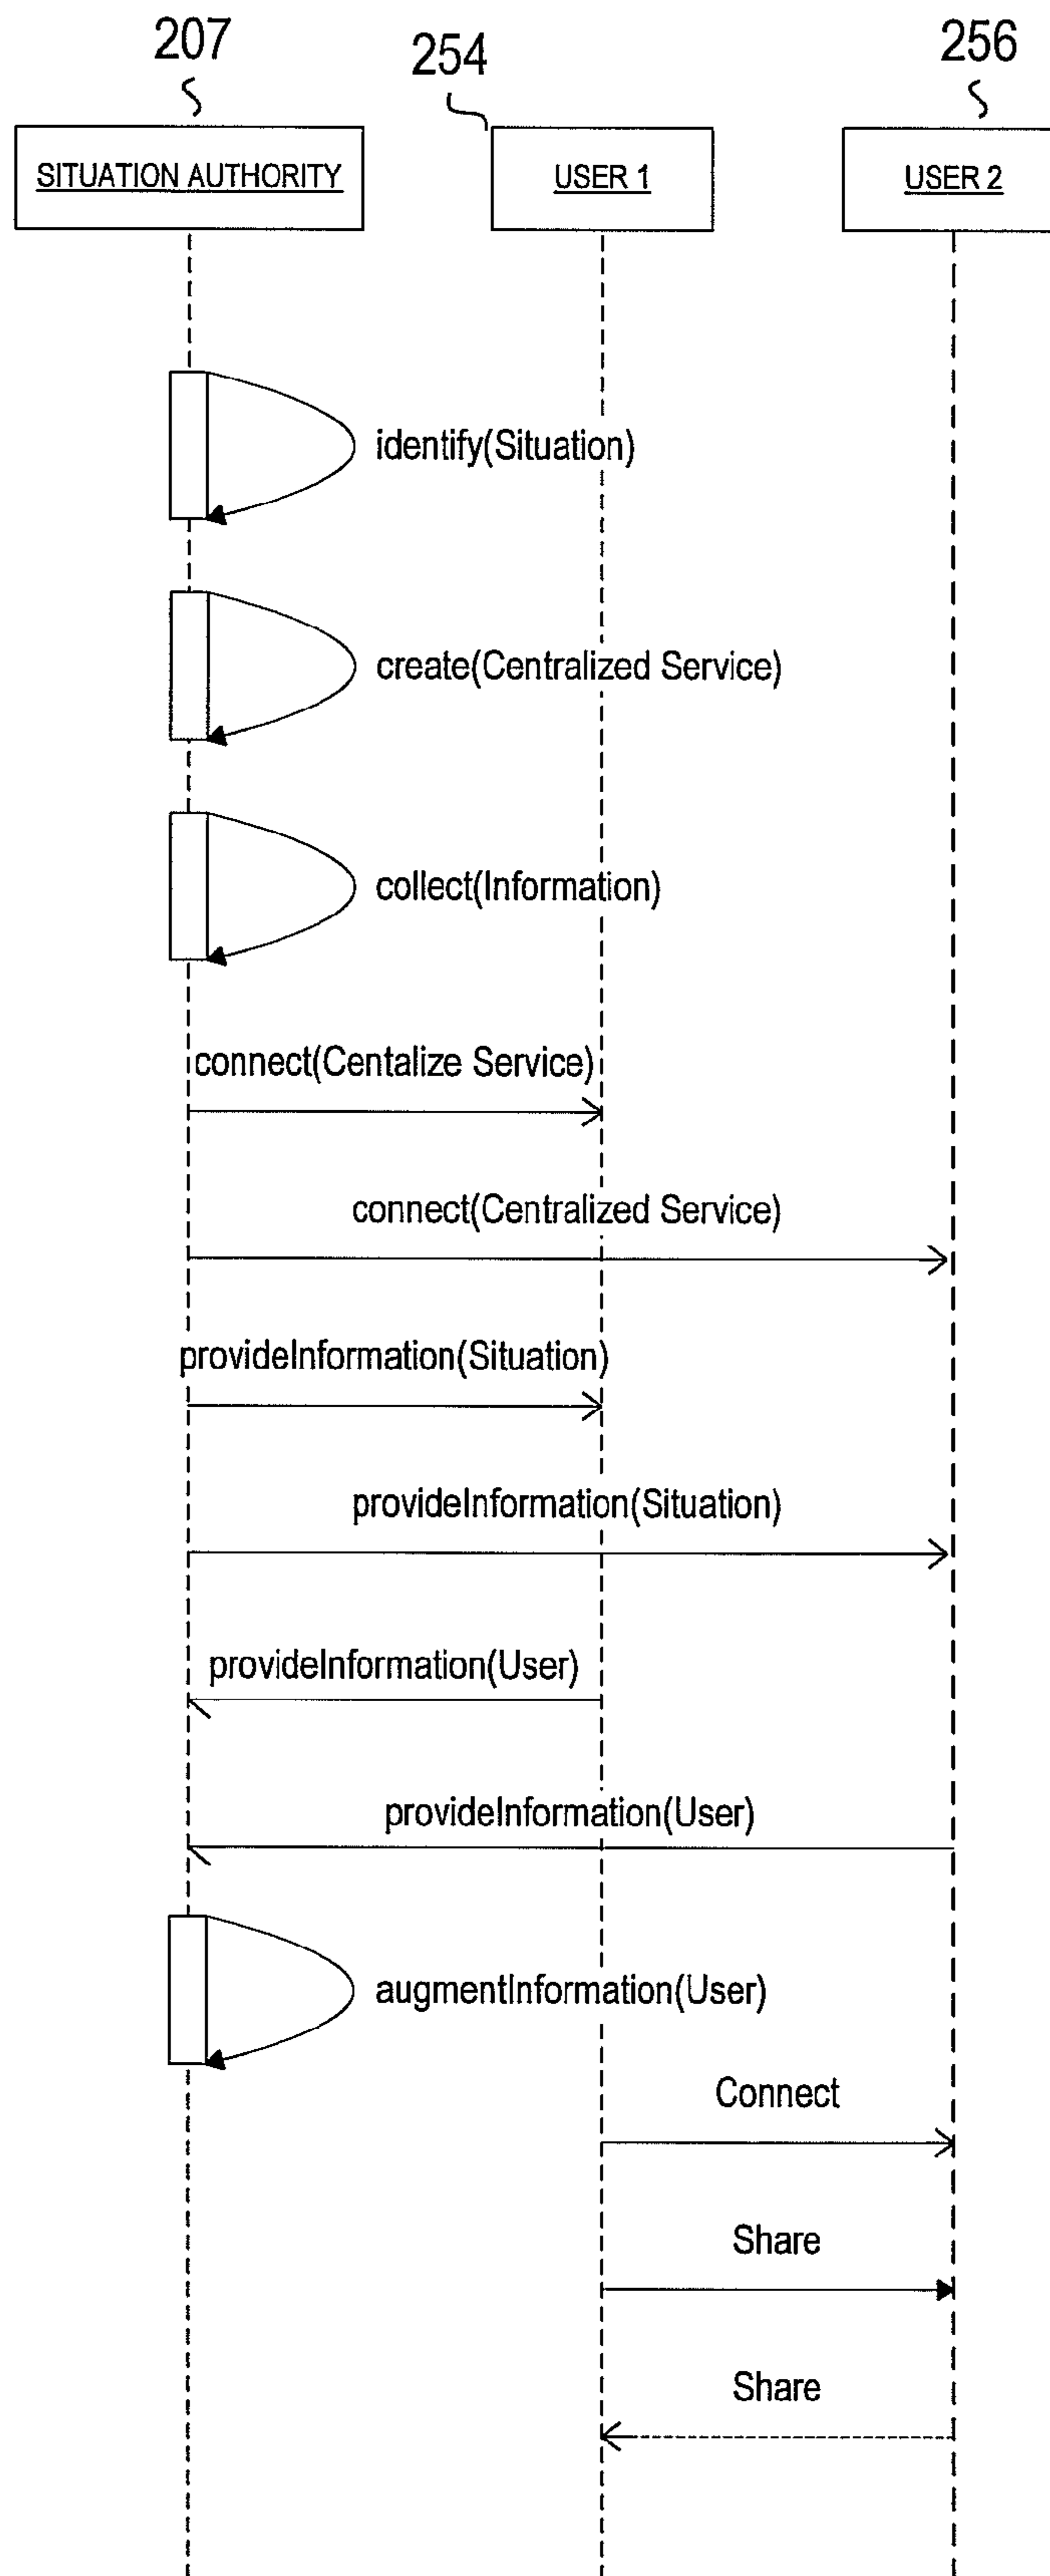 207
254
256
SITUATION AUTHORITY
USER 1
USER 2
identify(Situation)
create(Centralized Service)
collect(Information)
connect(Centalize Service)
connect(Centralized Service)
provideInformation(Situation)
provideInformation(Situation)
provideInformation(User)
provideInformation(User)
augmentInformation(User)
Connect
Share
Share